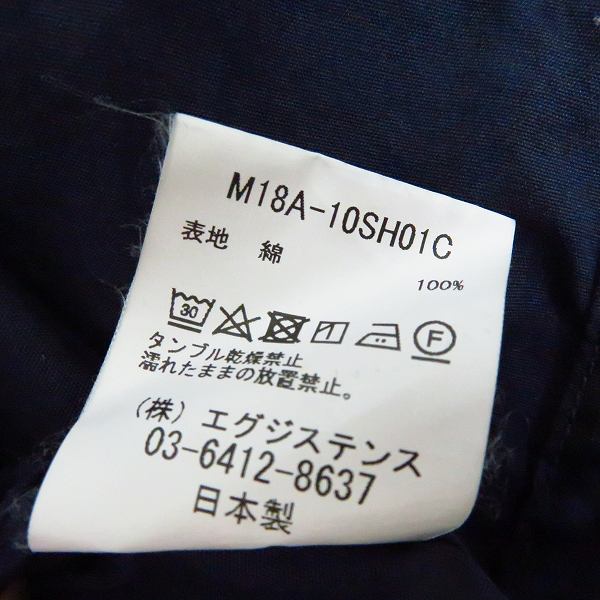 M18A-10SH01C
表地 綿
100%
30 F
タンブル乾燥禁止
濡れたままの放置禁止。
(株) エグジステンス
03-6412-8637
日本製